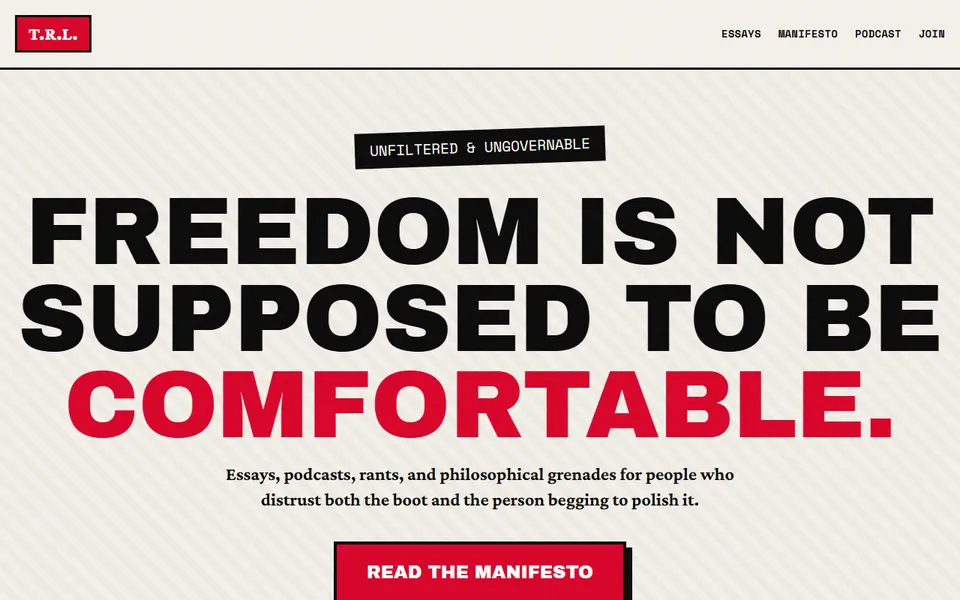 T.R.L.
ESSAYS MANIFESTO PODCAST JOIN
UNFILTERED & UNGOVERNABLE
FREEDOM IS NOT
SUPPOSED TO BE
COMFORTABLE.
Essays, podcasts, rants, and philosophical grenades for people who
distrust both the boot and the person begging to polish it.
READ THE MANIFESTO